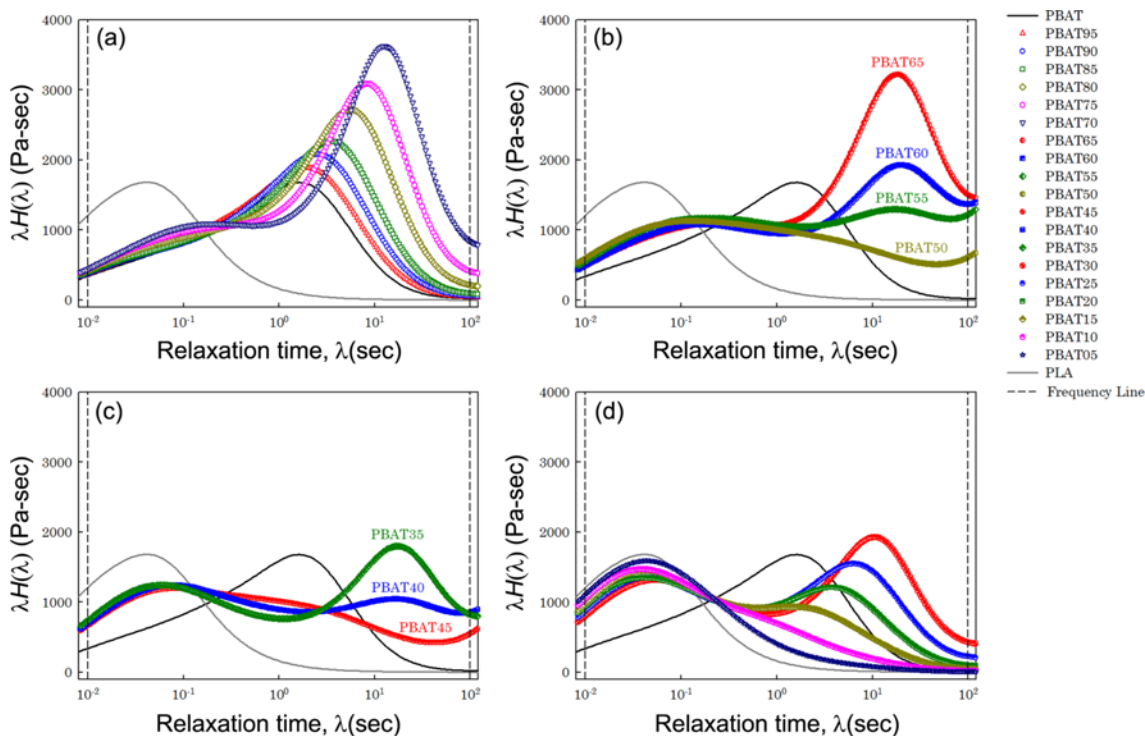 (a)
4000
3000
2000
1000
0
λH(λ) (Pa-sec)
10⁻²
10⁻¹
10⁰
10¹
10²
Relaxation time, λ(sec)
(b)
4000
3000
2000
1000
0
λH(λ) (Pa-sec)
PBAT65
PBAT60
PBAT55
PBAT50
10⁻²
10⁻¹
10⁰
10¹
10²
Relaxation time, λ(sec)
PBAT
PBAT95
PBAT90
PBAT85
PBAT80
PBAT75
PBAT70
PBAT65
PBAT60
PBAT55
PBAT50
PBAT45
PBAT40
PBAT35
PBAT30
PBAT25
PBAT20
PBAT15
PBAT10
PBAT05
PLA
Frequency Line
(c)
4000
3000
2000
1000
0
λH(λ) (Pa-sec)
PBAT35
PBAT40
PBAT45
10⁻²
10⁻¹
10⁰
10¹
10²
Relaxation time, λ(sec)
(d)
4000
3000
2000
1000
0
λH(λ) (Pa-sec)
10⁻²
10⁻¹
10⁰
10¹
10²
Relaxation time, λ(sec)